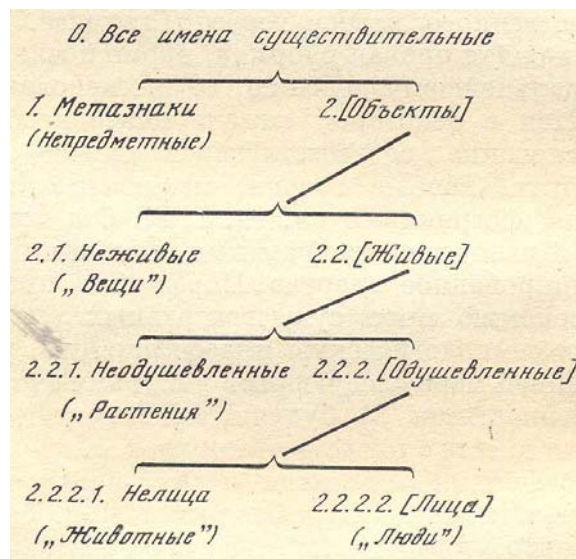 0. Все имена существительные
1. Метазнаки 2.[Объекты]
(Непредметные)
2.1. Неживые 2.2.[Живые]
(„Вещи”)
2.2.1. Неодушевленные 2.2.2.[Одушевленные]
(„Растения”)
2.2.2.1. Нелица 2.2.2.2.[Лица]
(„Животные”) („Люди”)